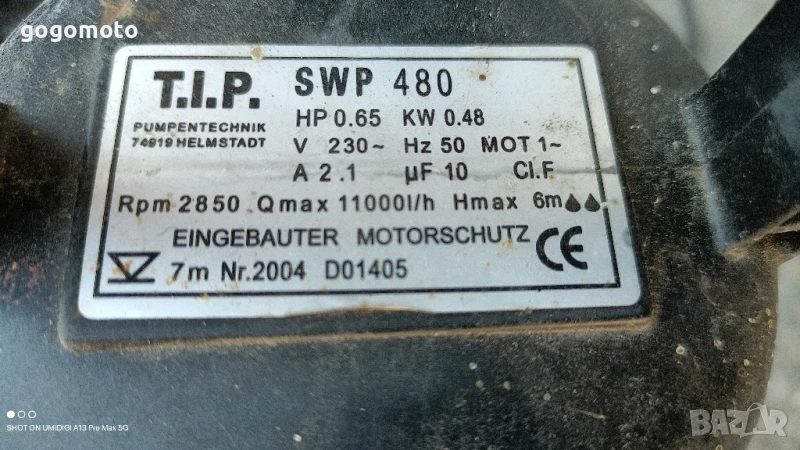 gogomoto
T.I.P. SWP 480
PUMPENTECHNIK
74919 HELMSTADT
HP 0.65 KW 0.48
V 230~ Hz 50 MOT 1~
A 2.1 µF 10 Cl.F
Rpm 2850 Qmax 11000l/h Hmax 6m
EINGEBAUTER MOTORSCHUTZ CE
7m Nr.2004 D01405
SHOT ON UMIDIGI A13 Pro Max 5G
BAZAR